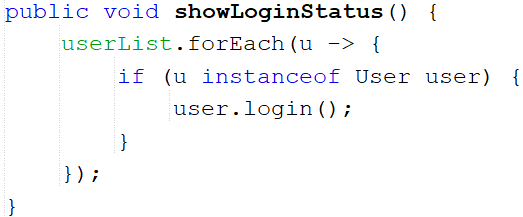 public void showLoginStatus() {
    userList.forEach(u -> {
        if (u instanceof User user) {
            user.login();
        }
    });
}